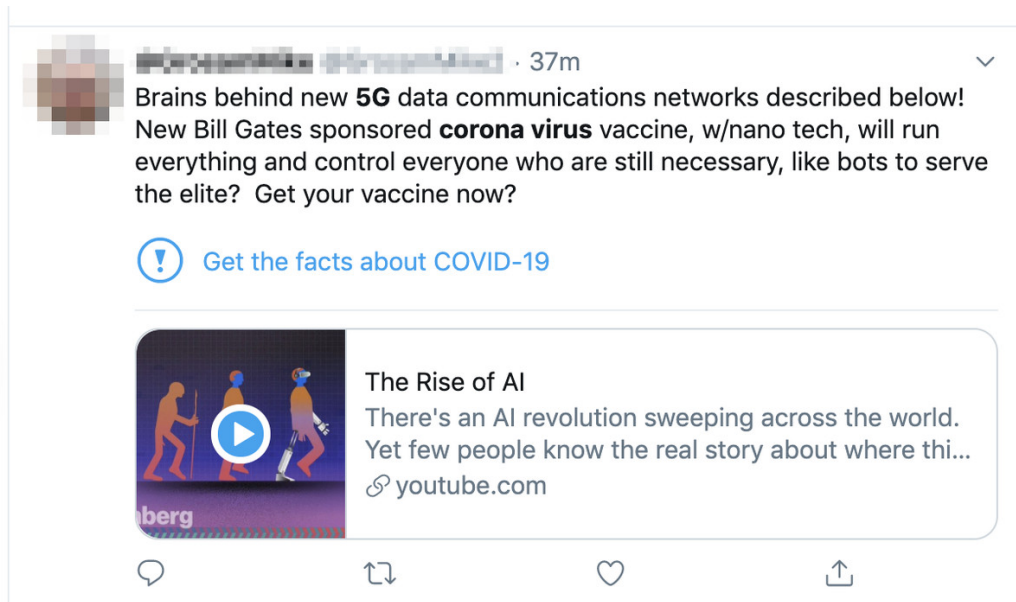 · 37m
Brains behind new 5G data communications networks described below!
New Bill Gates sponsored corona virus vaccine, w/nano tech, will run
everything and control everyone who are still necessary, like bots to serve
the elite?  Get your vaccine now?
Get the facts about COVID-19
The Rise of AI
There's an AI revolution sweeping across the world.
Yet few people know the real story about where thi...
youtube.com
berg